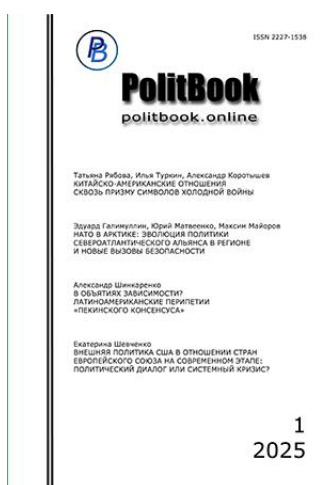 ISSN 2227-1538
PB
PolitBook
politbook.online
Татьяна Рябова, Илья Туркин, Александр Коротышев
КИТАЙСКО-АМЕРИКАНСКИЕ ОТНОШЕНИЯ
СКВОЗЬ ПРИЗМУ СИМВОЛОВ ХОЛОДНОЙ ВОЙНЫ
Эдуард Галимуллин, Юрий Матвеенко, Максим Майоров
НАТО В АРКТИКЕ: ЭВОЛЮЦИЯ ПОЛИТИКИ
СЕВЕРОАТЛАНТИЧЕСКОГО АЛЬЯНСА В РЕГИОНЕ
И НОВЫЕ ВЫЗОВЫ БЕЗОПАСНОСТИ
Александр Шинкаренко
В ОБЪЯТИЯХ ЗАВИСИМОСТИ?
ЛАТИНОАМЕРИКАНСКИЕ ПЕРИПЕТИИ
«ПЕКИНСКОГО КОНСЕНСУСА»
Екатерина Шевченко
ВНЕШНЯЯ ПОЛИТИКА США В ОТНОШЕНИИ СТРАН
ЕВРОПЕЙСКОГО СОЮЗА НА СОВРЕМЕННОМ ЭТАПЕ:
ПОЛИТИЧЕСКИЙ ДИАЛОГ ИЛИ СИСТЕМНЫЙ КРИЗИС?
1
2025